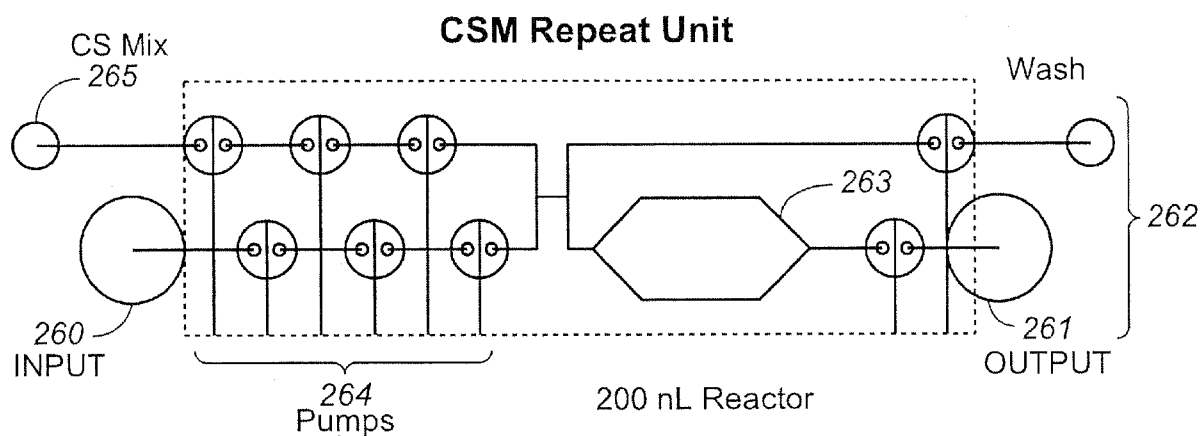 CSM Repeat Unit
CS Mix
265
Wash
263
262
260
INPUT
261
OUTPUT
264
Pumps
200 nL Reactor